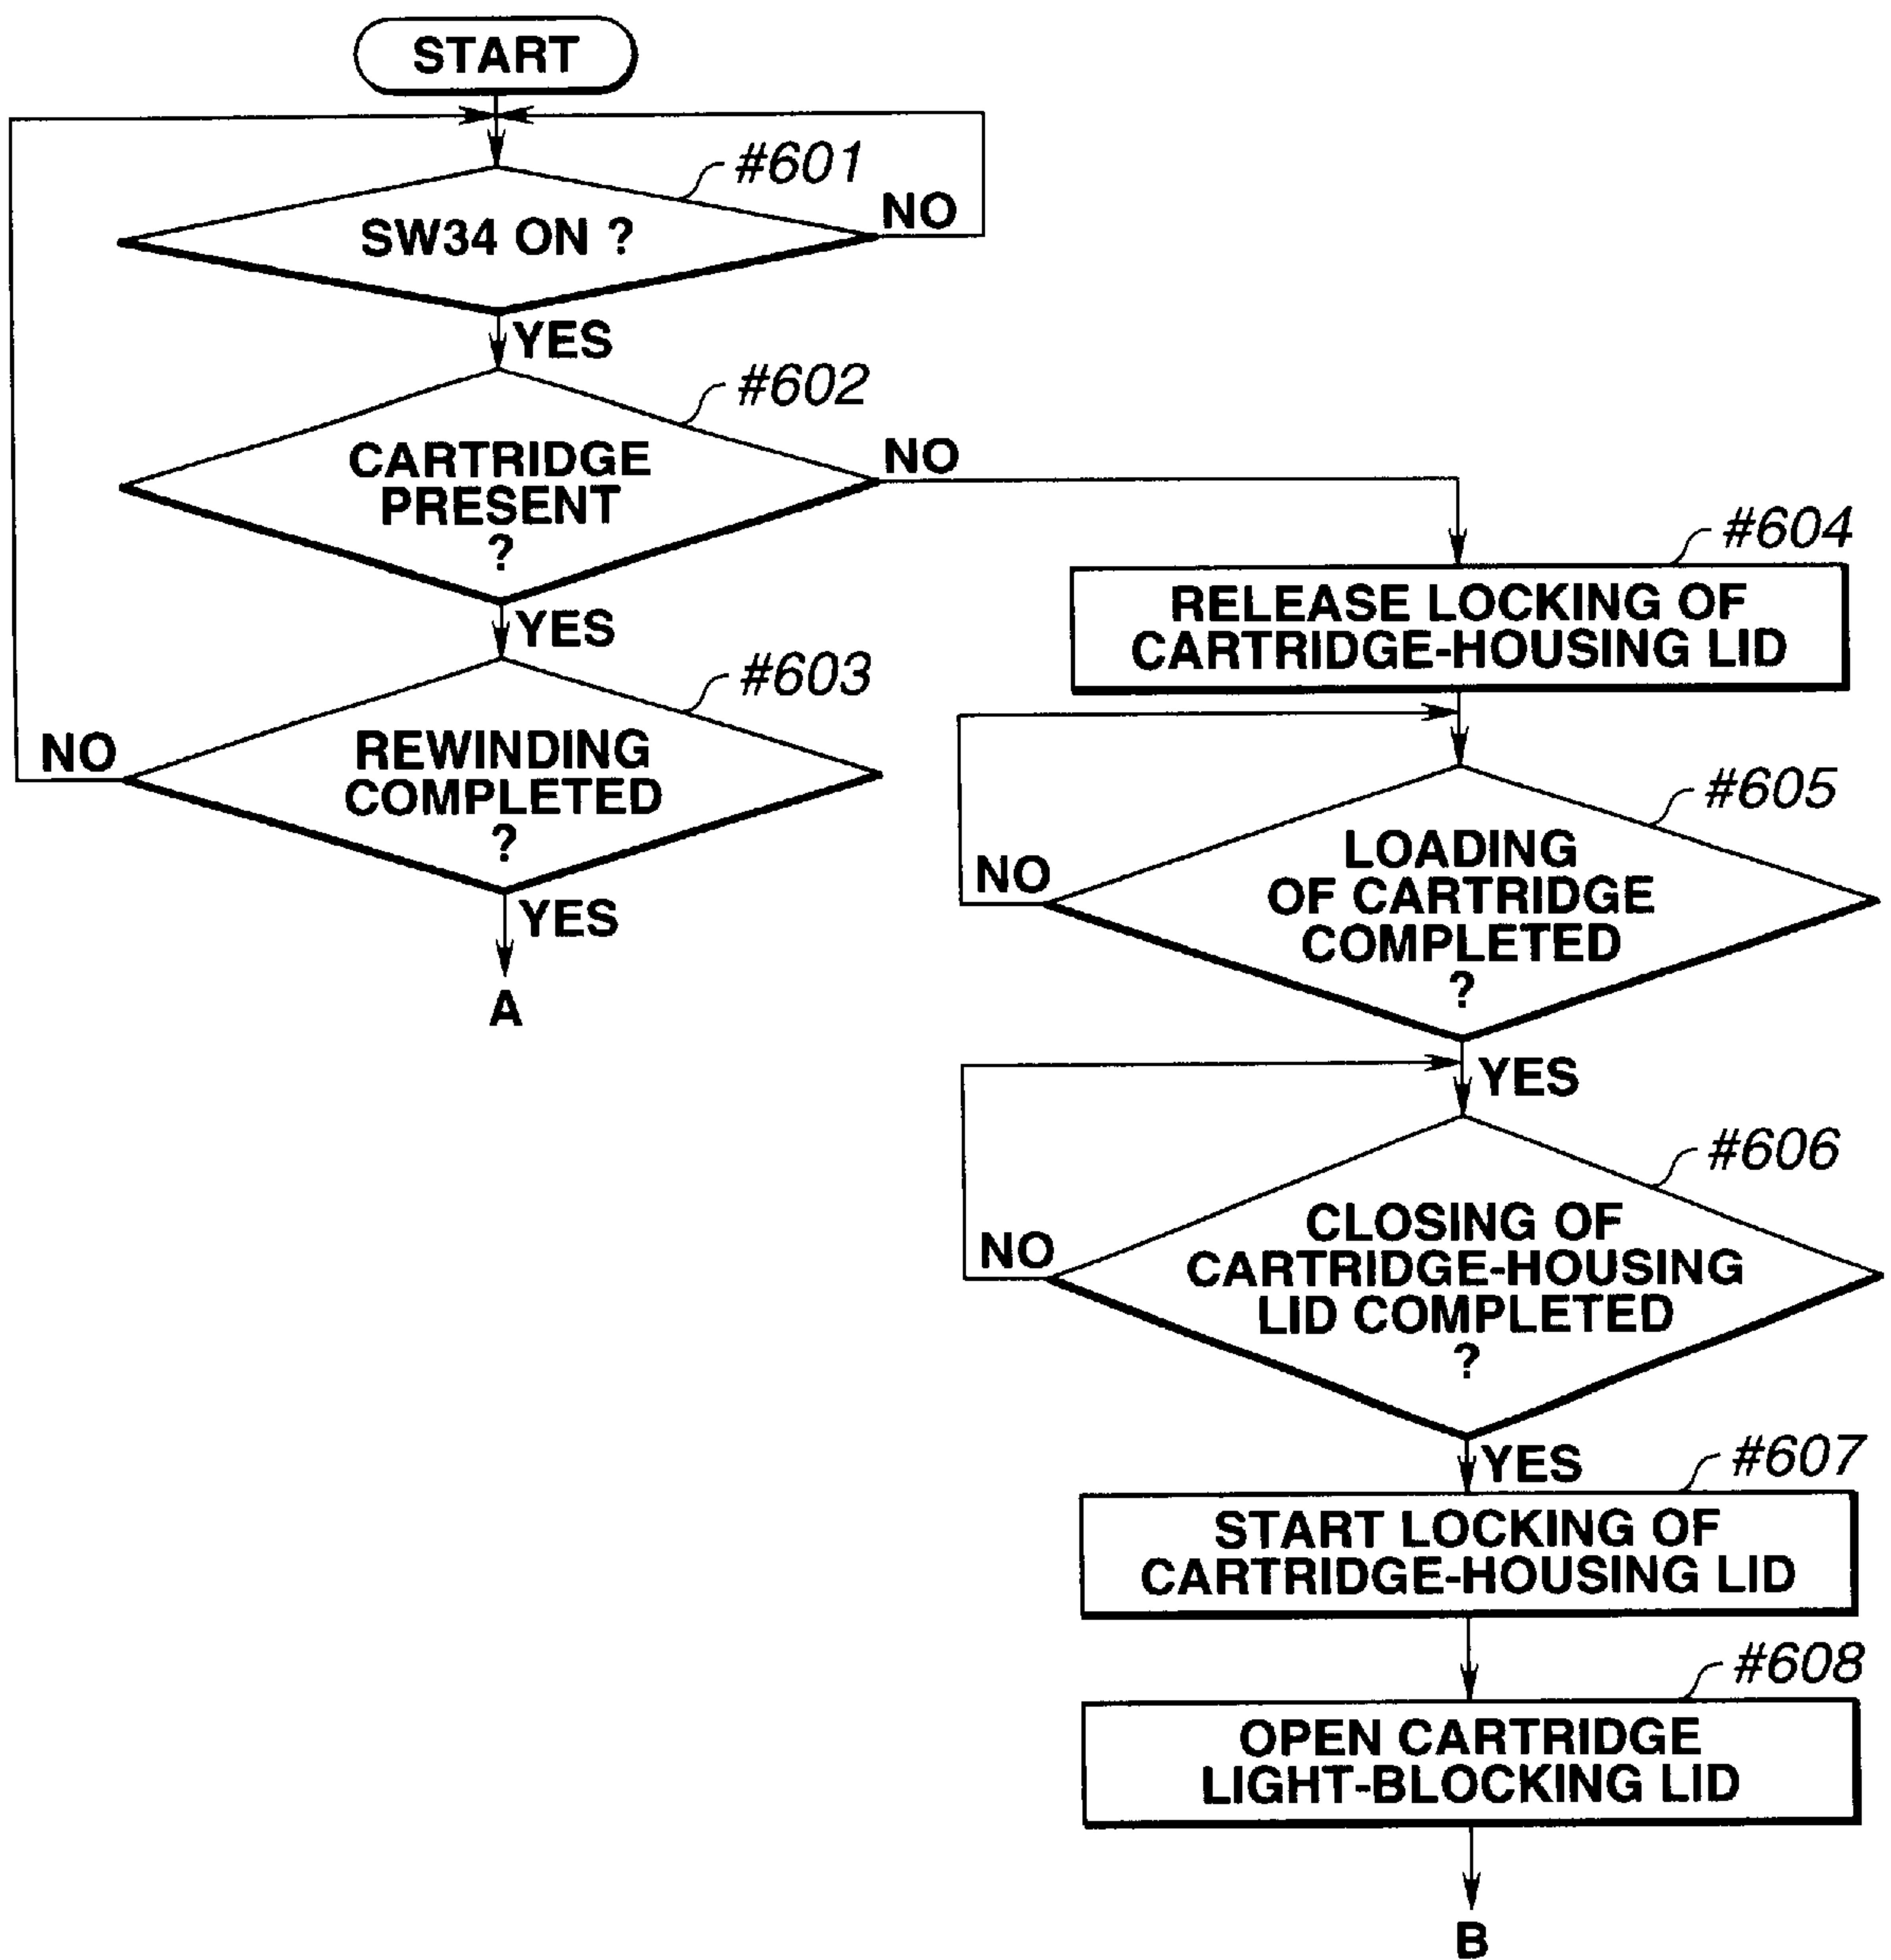 START
#601
SW34 ON ?
NO
YES
#602
CARTRIDGE
PRESENT
?
NO
YES
#603
REWINDING
COMPLETED
?
NO
YES
A
#604
RELEASE LOCKING OF
CARTRIDGE-HOUSING LID
#605
LOADING
OF CARTRIDGE
COMPLETED
?
NO
YES
#606
CLOSING OF
CARTRIDGE-HOUSING
LID COMPLETED
?
NO
YES
#607
START LOCKING OF
CARTRIDGE-HOUSING LID
#608
OPEN CARTRIDGE
LIGHT-BLOCKING LID
B